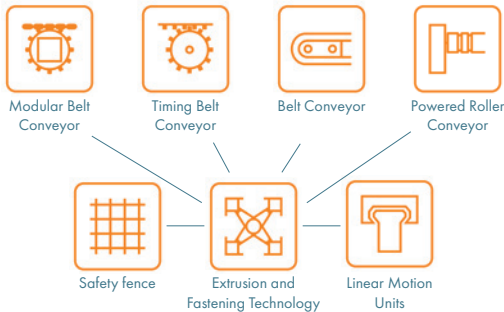 Modular Belt
Conveyor
Timing Belt
Conveyor
Belt Conveyor
Powered Roller
Conveyor
Safety fence
Extrusion and
Fastening Technology
Linear Motion
Units